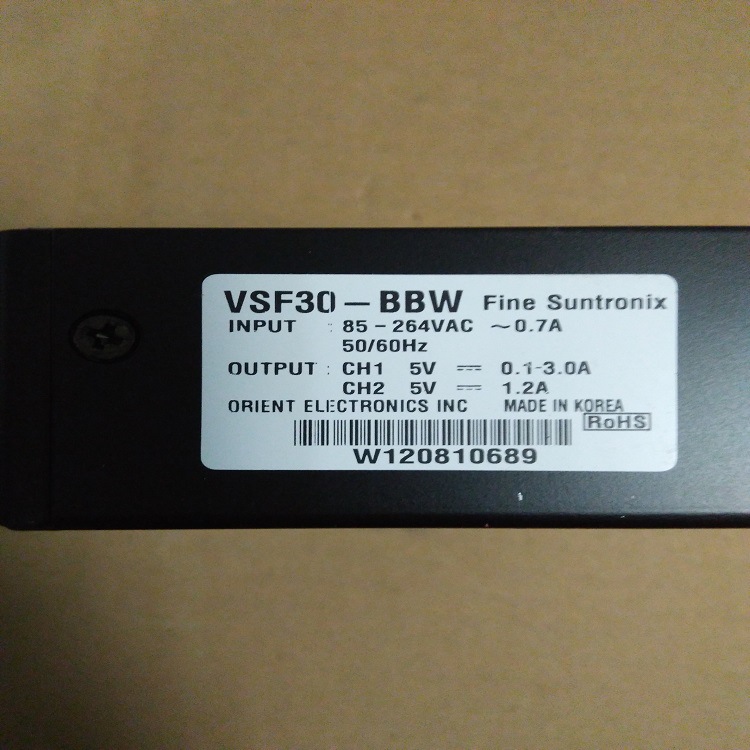 VSF30-BBW Fine Suntronix
INPUT : 85-264VAC ~0.7A
50/60Hz
OUTPUT : CH1 5V ⎓ 0.1-3.0A
CH2 5V ⎓ 1.2A
ORIENT ELECTRONICS INC MADE IN KOREA
RoHS
W120810689